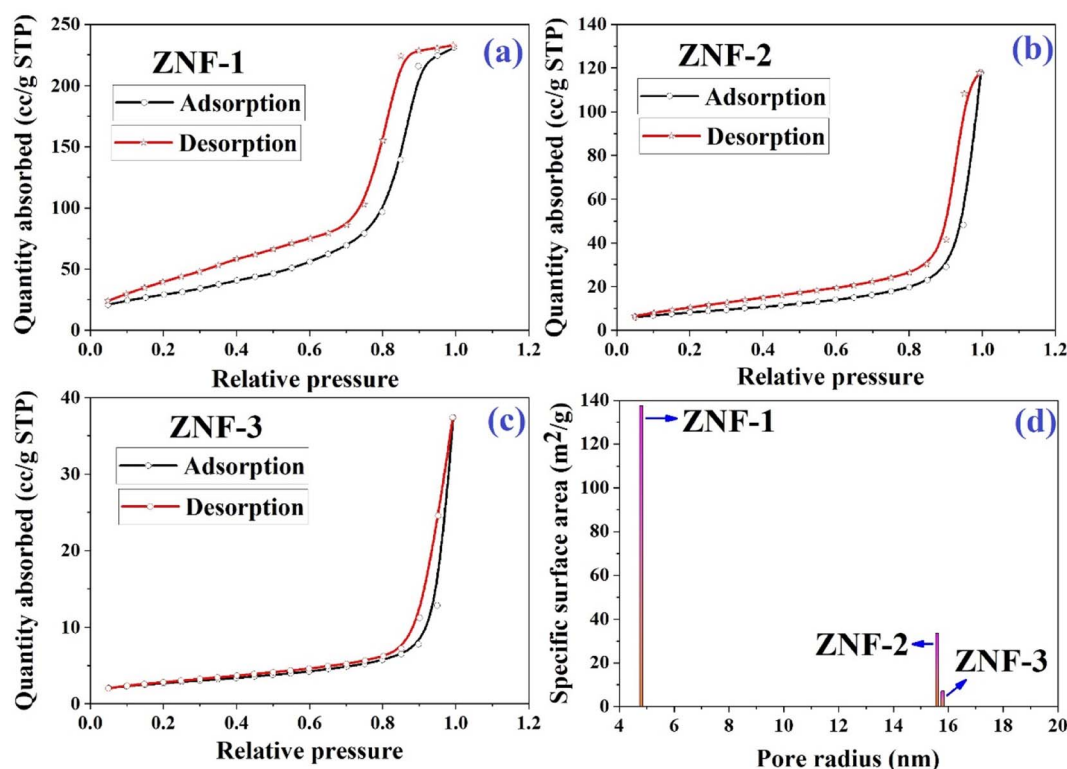 250
200
150
100
50
0
Quantity absorbed (cc/g STP)
ZNF-1
Adsorption
Desorption
(a)
0.0 0.2 0.4 0.6 0.8 1.0 1.2
Relative pressure
140
120
100
80
60
40
20
0
Quantity absorbed (cc/g STP)
ZNF-2
Adsorption
Desorption
(b)
0.0 0.2 0.4 0.6 0.8 1.0 1.2
Relative pressure
40
30
20
10
0
Quantity absorbed (cc/g STP)
ZNF-3
Adsorption
Desorption
(c)
0.0 0.2 0.4 0.6 0.8 1.0 1.2
Relative pressure
140
120
100
80
60
40
20
0
Specific surface area (m²/g)
ZNF-1
(d)
ZNF-2
ZNF-3
4 6 8 10 12 14 16 18 20
Pore radius (nm)